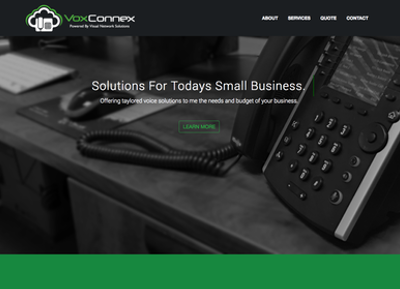 VoxConnex
Powered By Visual Network Solutions
ABOUT SERVICES QUOTE CONTACT
Solutions For Todays Small Business.
Offering taylored voice solutions to me the needs and budget of your business.
LEARN MORE